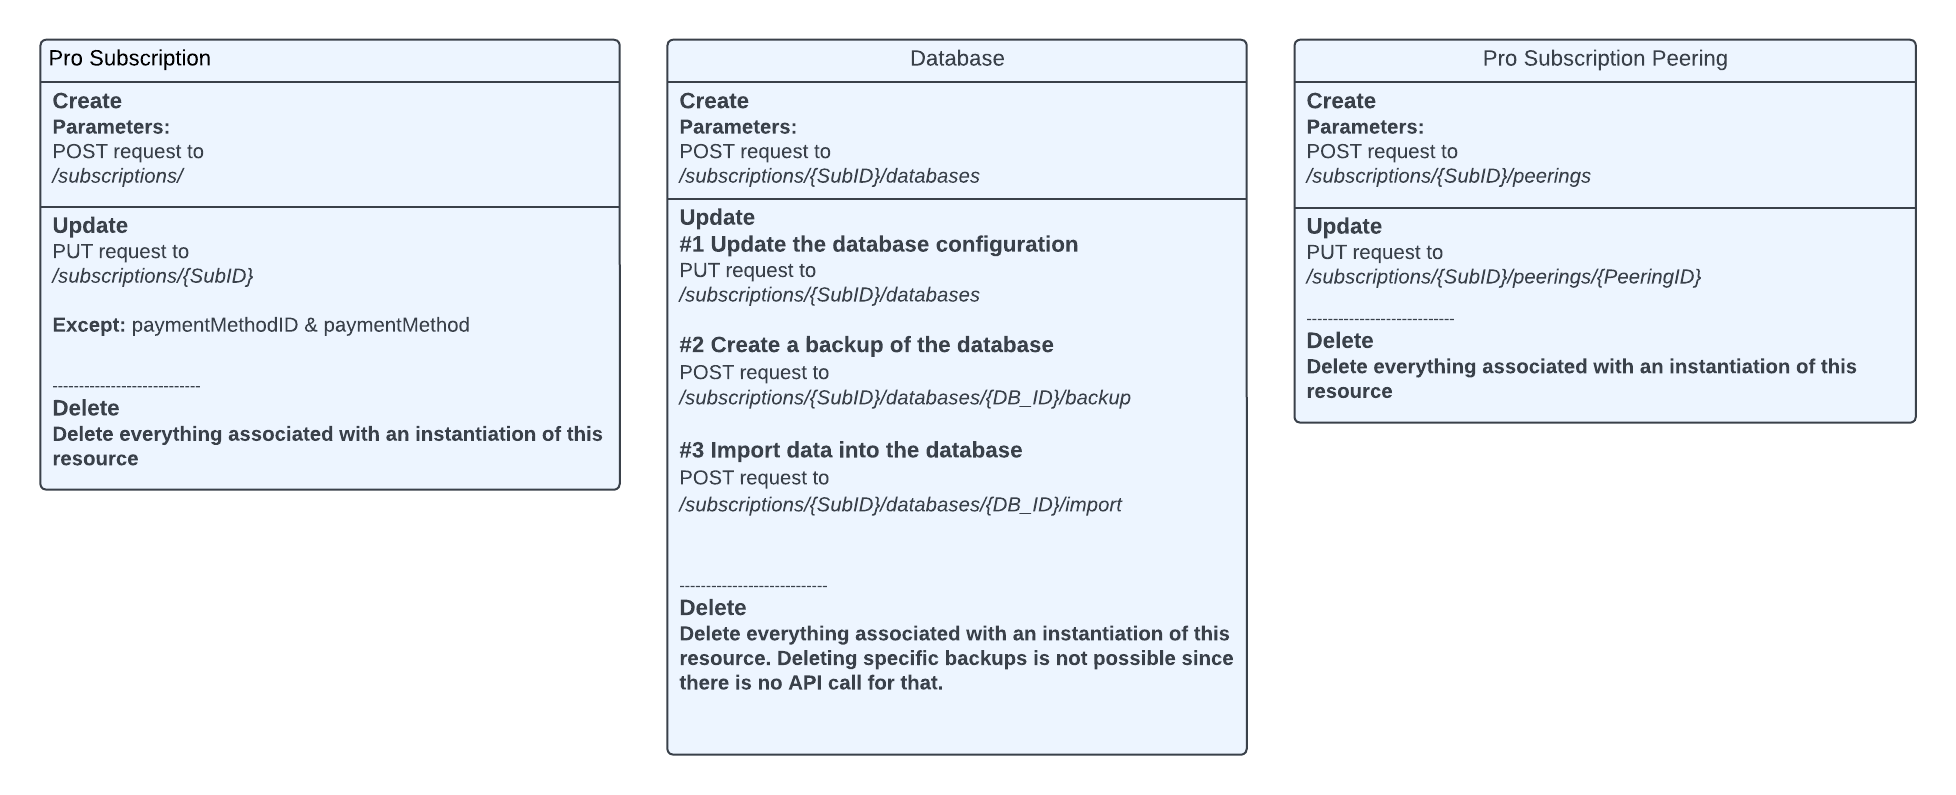 Pro Subscription
Create
Parameters:
POST request to
/subscriptions/
Update
PUT request to
/subscriptions/{SubID}
Except: paymentMethodID & paymentMethod
----------------------------
Delete
Delete everything associated with an instantiation of this
resource
Database
Create
Parameters:
POST request to
/subscriptions/{SubID}/databases
Update
#1 Update the database configuration
PUT request to
/subscriptions/{SubID}/databases
#2 Create a backup of the database
POST request to
/subscriptions/{SubID}/databases/{DB_ID}/backup
#3 Import data into the database
POST request to
/subscriptions/{SubID}/databases/{DB_ID}/import
----------------------------
Delete
Delete everything associated with an instantiation of this
resource. Deleting specific backups is not possible since
there is no API call for that.
Pro Subscription Peering
Create
Parameters:
POST request to
/subscriptions/{SubID}/peerings
Update
PUT request to
/subscriptions/{SubID}/peerings/{PeeringID}
----------------------------
Delete
Delete everything associated with an instantiation of this
resource